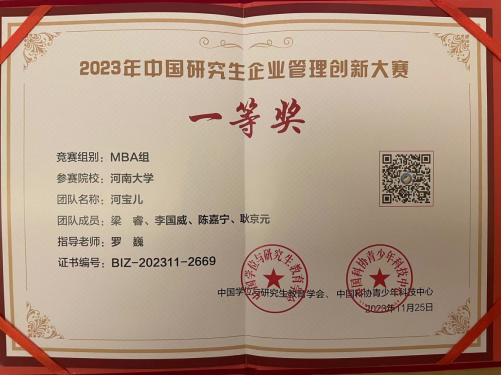 2023年中国研究生企业管理创新大赛
一等奖
竞赛组别：MBA组
参赛院校：河南大学
团队名称：河宝儿
团队成员：梁 睿、李国威、陈嘉宁、耿京元
指导老师：罗 巍
证书编号：BIZ-202311-2669
中国学位与研究生教育学会、 中国科协青少年科技中心
2023年11月25日